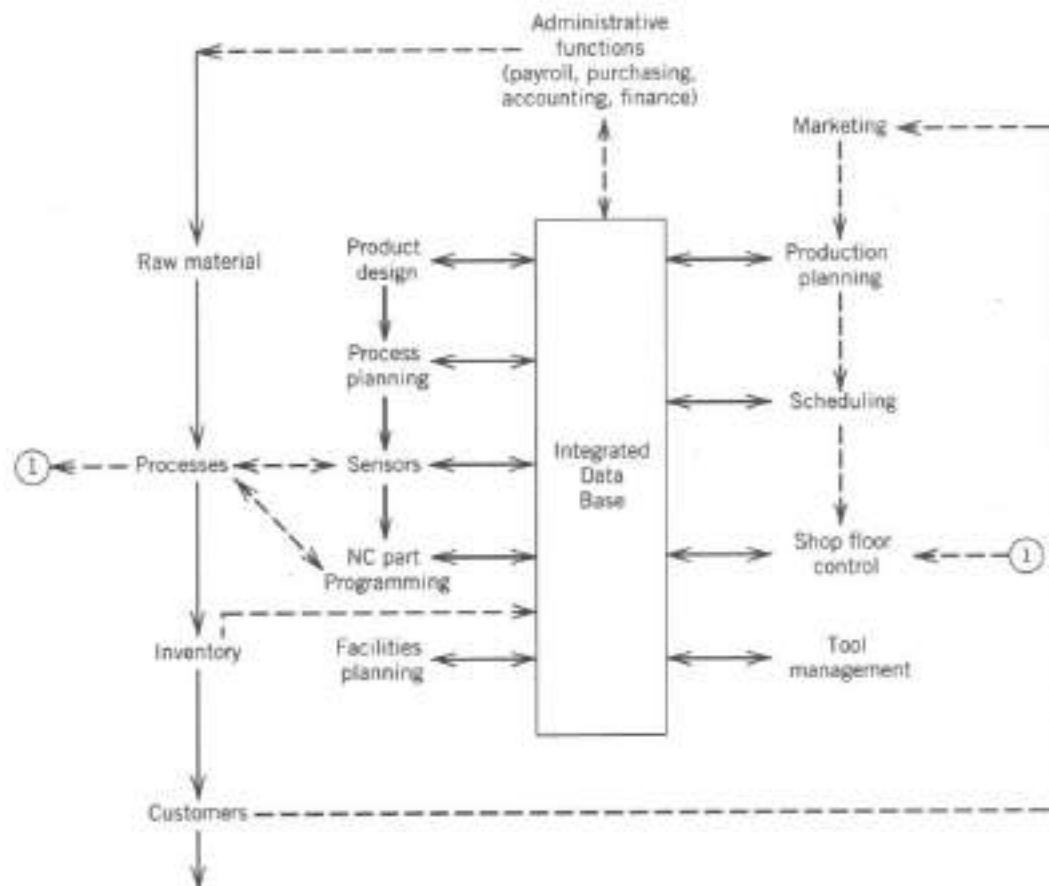 Administrative
functions
(payroll, purchasing,
accounting, finance)
Marketing
Raw material
Product
design
Production
planning
Process
planning
Scheduling
1
Processes
Sensors
Integrated
Data
Base
NC part
Programming
Shop floor
control
1
Inventory
Facilities
planning
Tool
management
Customers